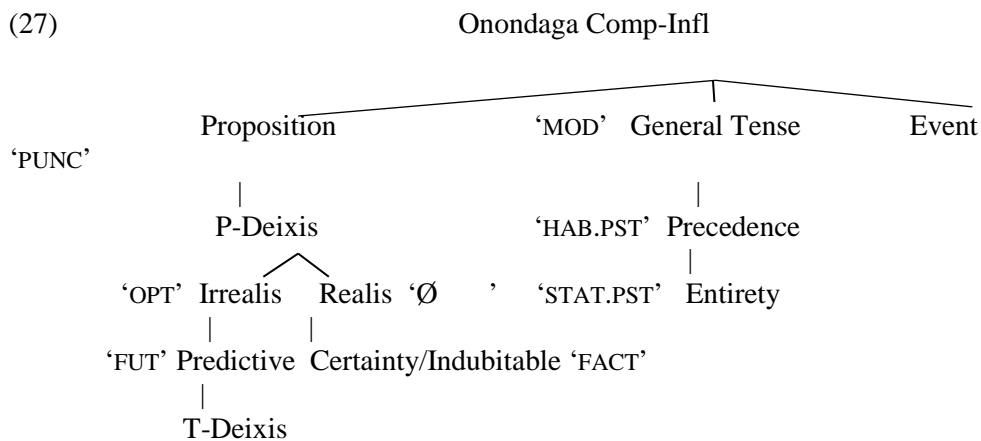 (27) Onondaga Comp-Infl
Proposition ‘MOD’ General Tense Event
‘PUNC’
P-Deixis ‘HAB.PST’ Precedence
‘OPT’ Irrealis Realis ‘Ø ’ ‘STAT.PST’ Entirety
‘FUT’ Predictive Certainty/Indubitable ‘FACT’
T-Deixis